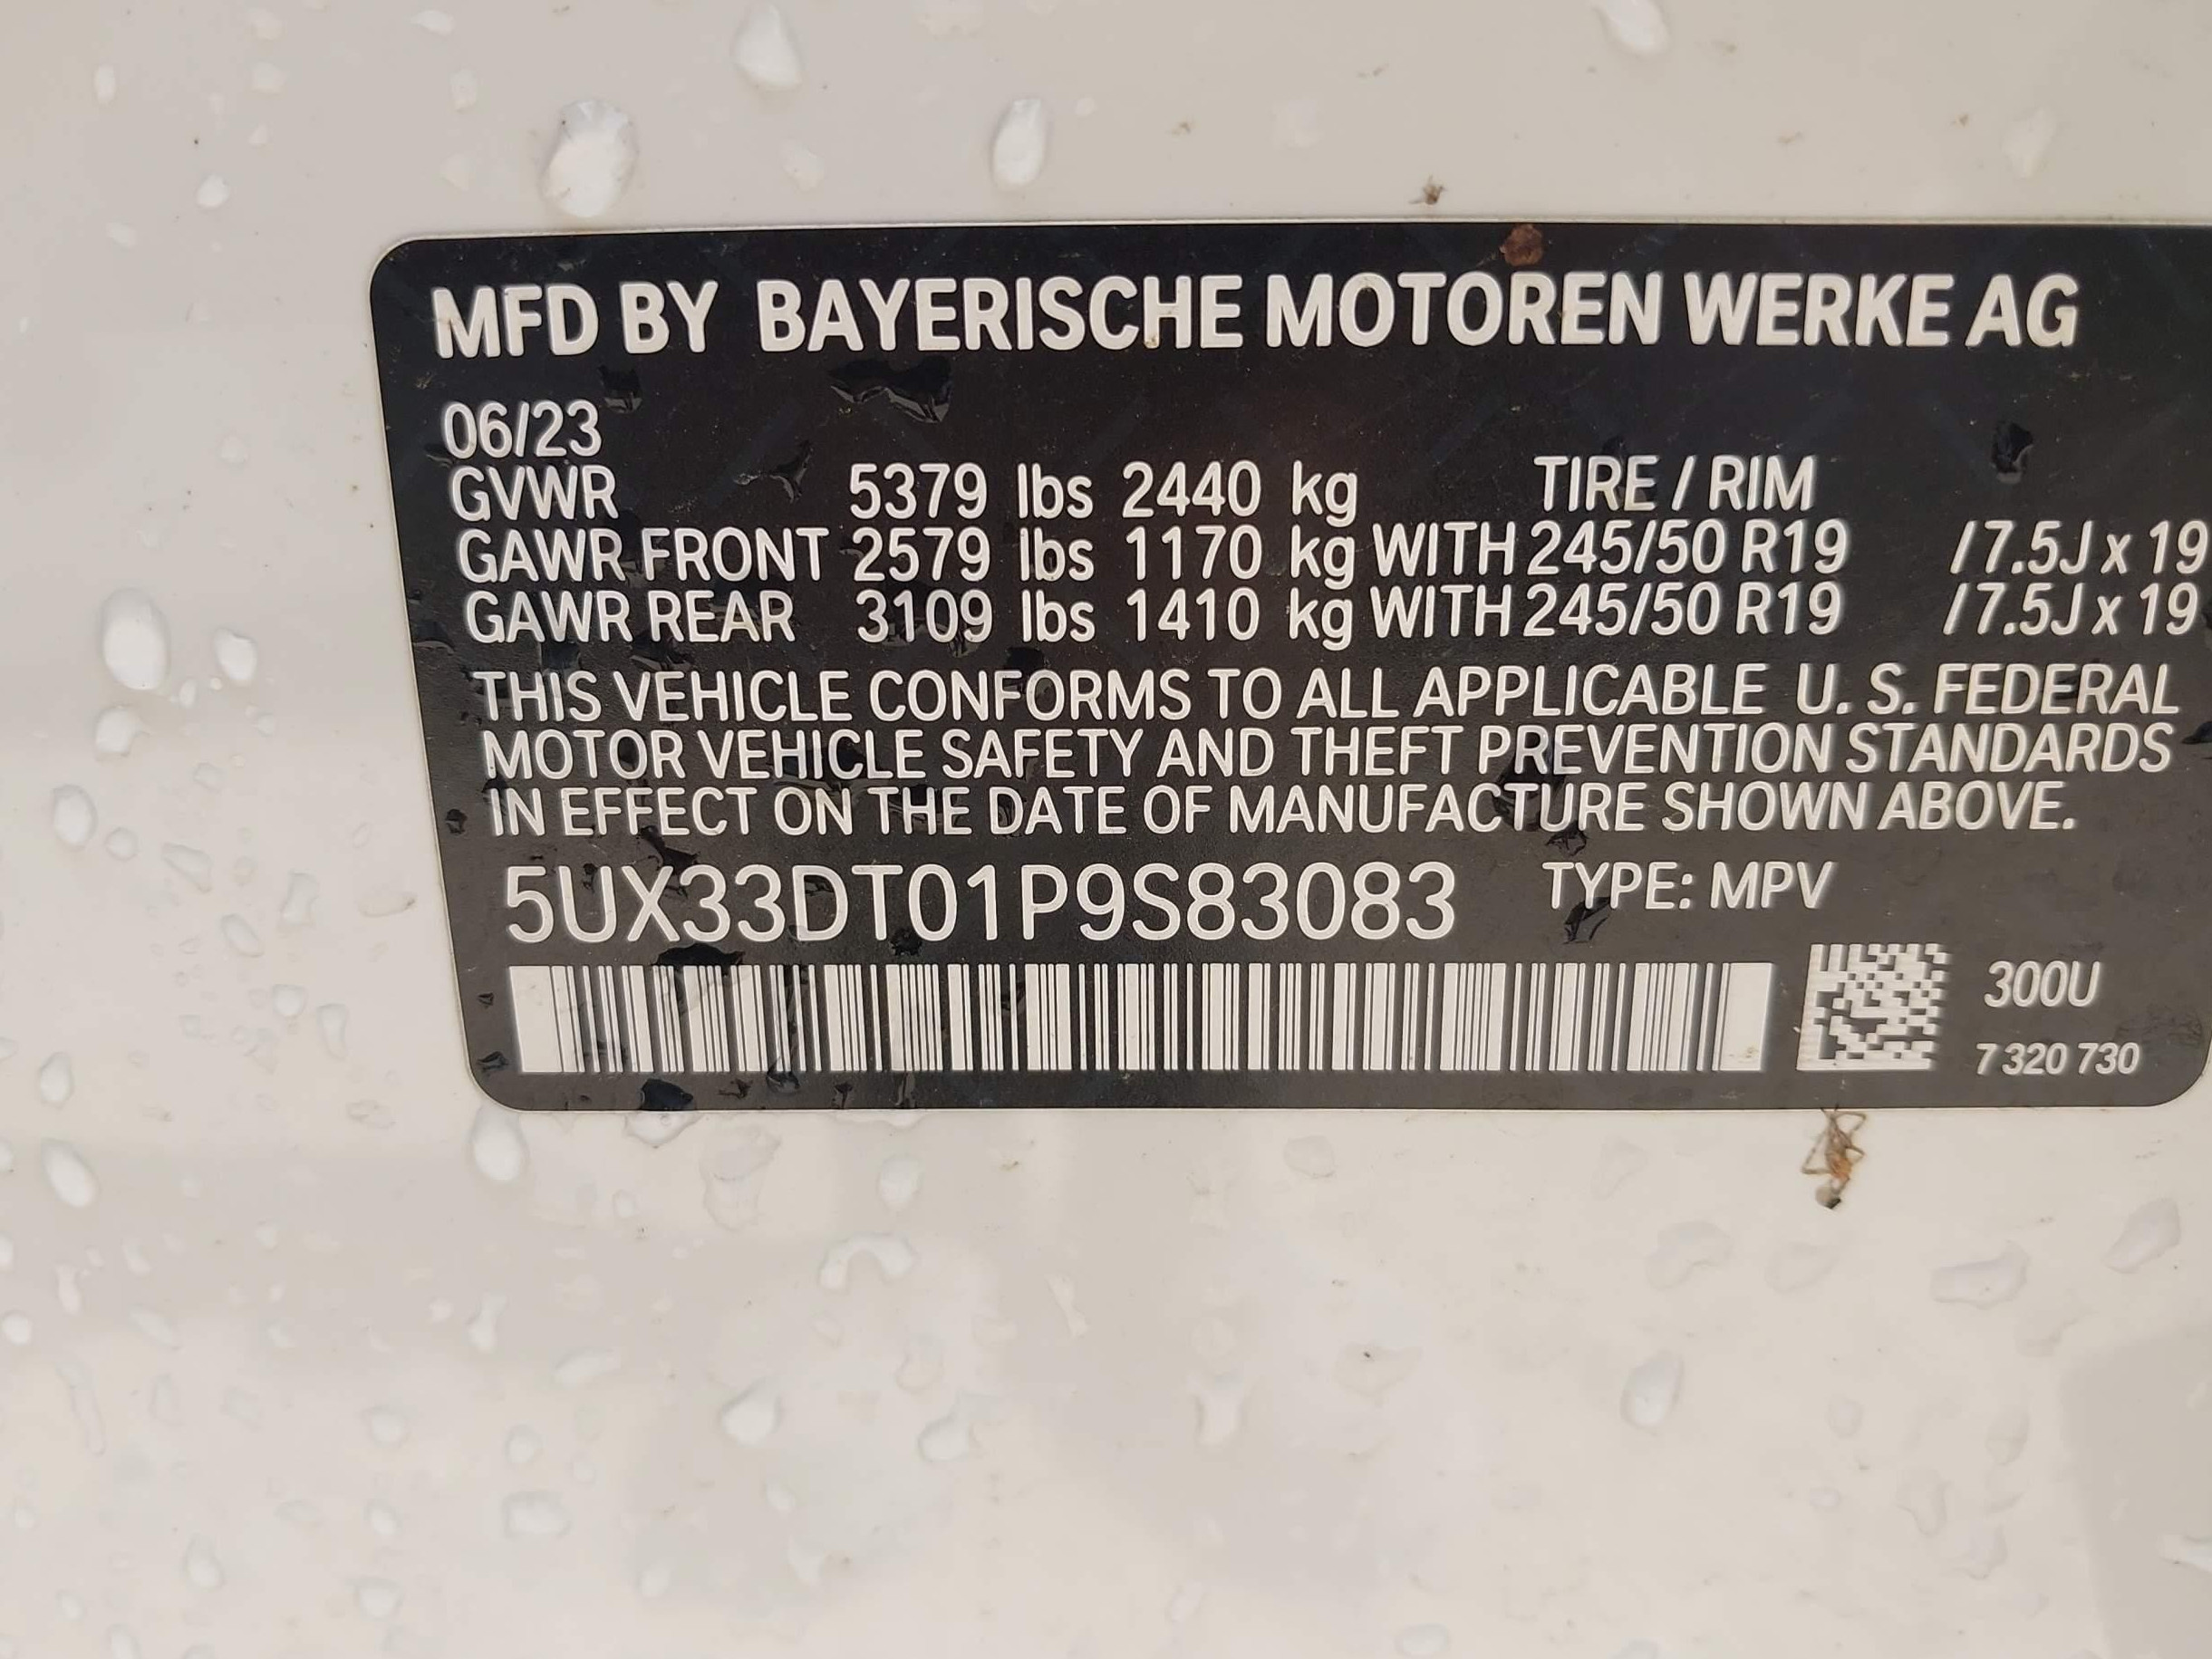 MFD BY BAYERISCHE MOTOREN WERKE AG
06/23
GVWR 5379 lbs 2440 kg TIRE / RIM
GAWR FRONT 2579 lbs 1170 kg WITH 245/50 R19 /7.5J x 19
GAWR REAR 3109 lbs 1410 kg WITH 245/50 R19 /7.5J x 19
THIS VEHICLE CONFORMS TO ALL APPLICABLE U. S. FEDERAL
MOTOR VEHICLE SAFETY AND THEFT PREVENTION STANDARDS
IN EFFECT ON THE DATE OF MANUFACTURE SHOWN ABOVE.
5UX33DT01P9S83083 TYPE: MPV
300U
7 320 730